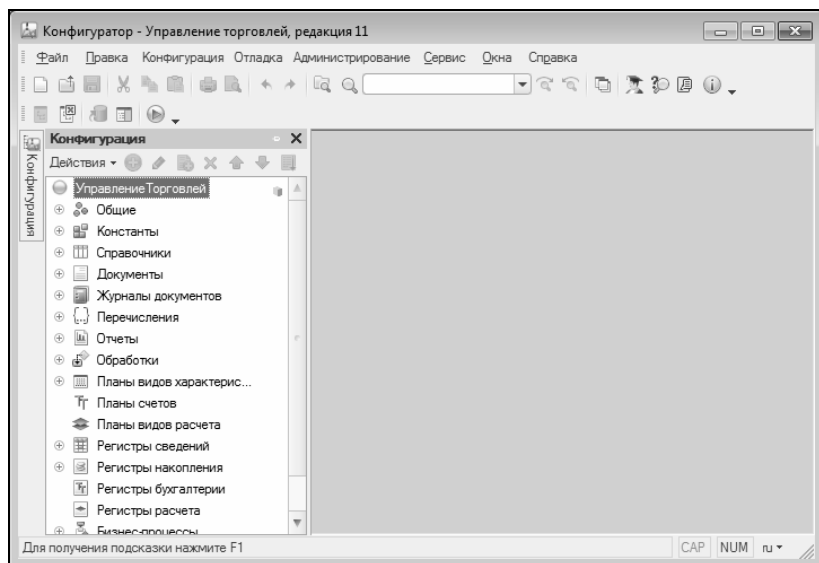 Конфигуратор - Управление торговлей, редакция 11
Файл Правка Конфигурация Отладка Администрирование Сервис Окна Справка
Конфигурация
Конфигурация
Действия
УправлениеТорговлей
Общие
Константы
Справочники
Документы
Журналы документов
Перечисления
Отчеты
Обработки
Планы видов характерис...
Планы счетов
Планы видов расчета
Регистры сведений
Регистры накопления
Регистры бухгалтерии
Регистры расчета
Бизнес-процессы
Для получения подсказки нажмите F1
CAP NUM ru